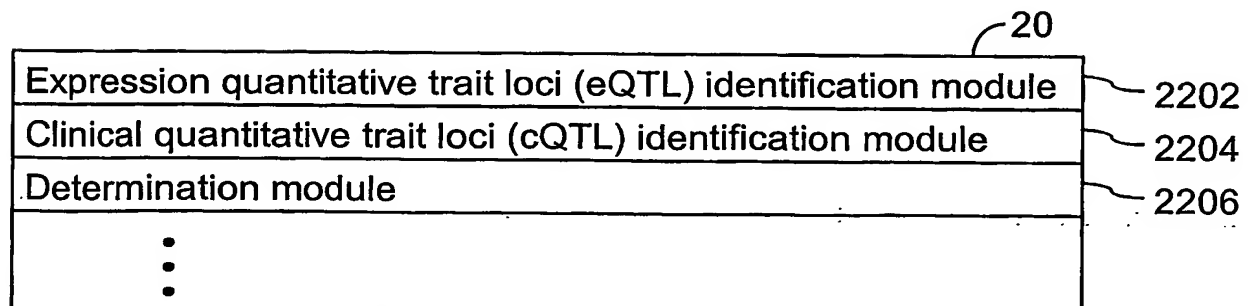 20
Expression quantitative trait loci (eQTL) identification module 2202
Clinical quantitative trait loci (cQTL) identification module 2204
Determination module 2206